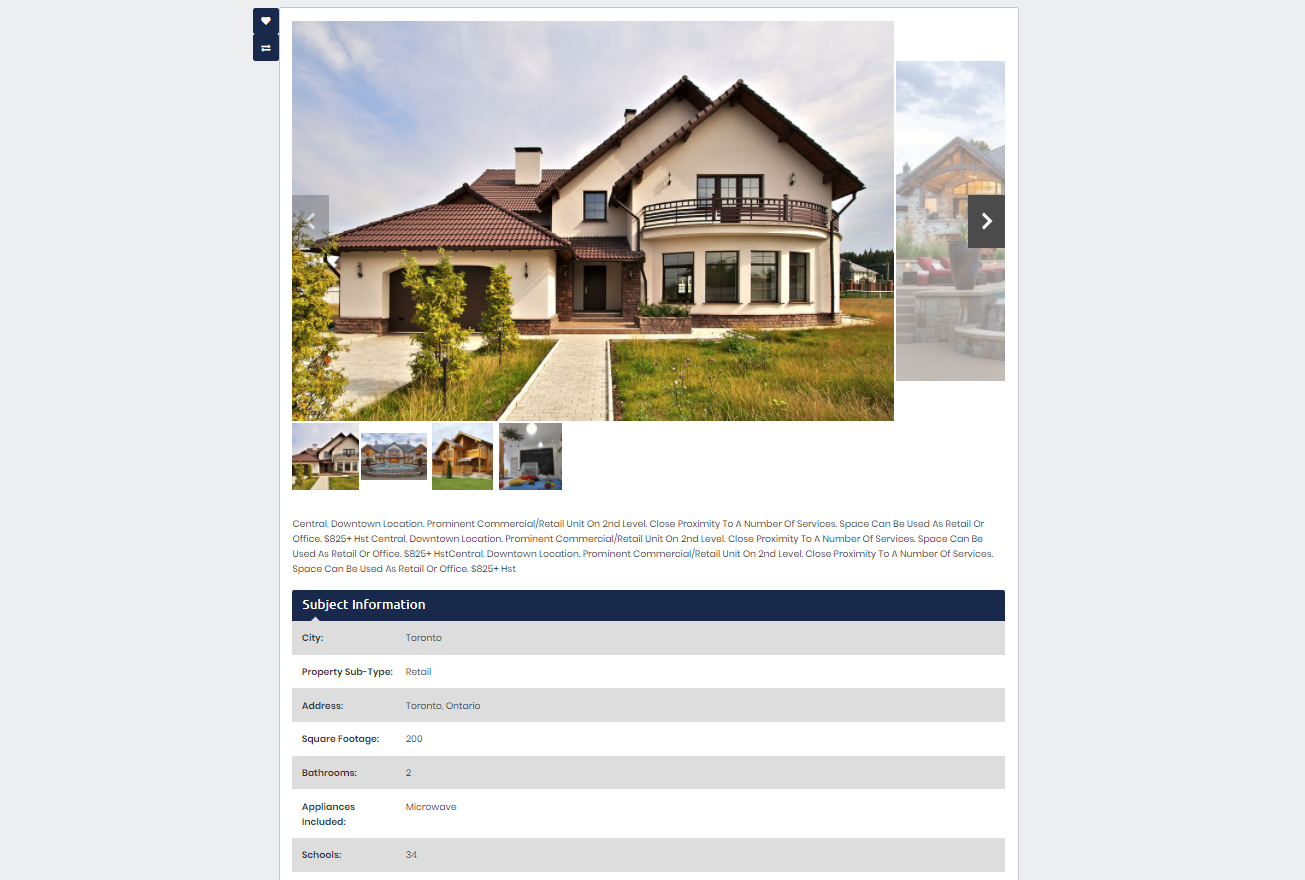 Central, Downtown Location. Prominent Commercial/Retail Unit On 2nd Level. Close Proximity To A Number Of Services. Space Can Be Used As Retail Or
Office. $825+ Hst Central, Downtown Location. Prominent Commercial/Retail Unit On 2nd Level. Close Proximity To A Number Of Services. Space Can Be
Used As Retail Or Office. $825+ HstCentral, Downtown Location. Prominent Commercial/Retail Unit On 2nd Level. Close Proximity To A Number Of Services.
Space Can Be Used As Retail Or Office. $825+ Hst
Subject Information
City: Toronto
Property Sub-Type: Retail
Address: Toronto, Ontario
Square Footage: 200
Bathrooms: 2
Appliances Microwave
Included:
Schools: 34